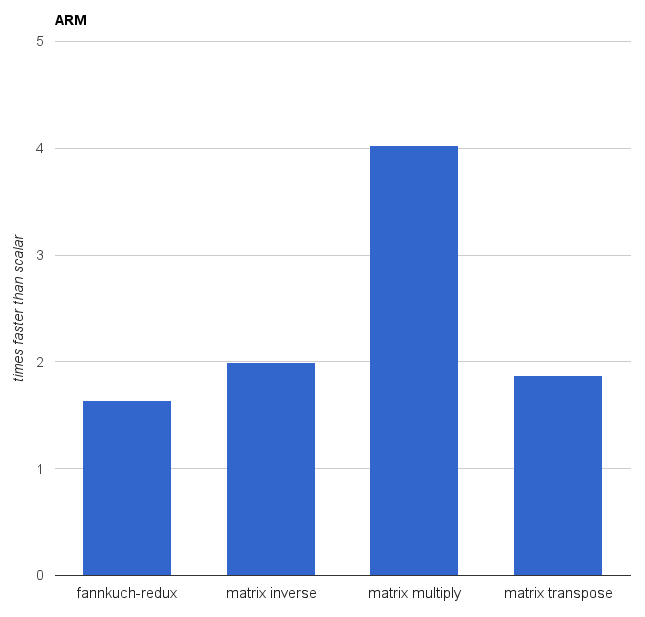 ARM
5
4
3
2
1
0
times faster than scalar
fannkuch-redux
matrix inverse
matrix multiply
matrix transpose